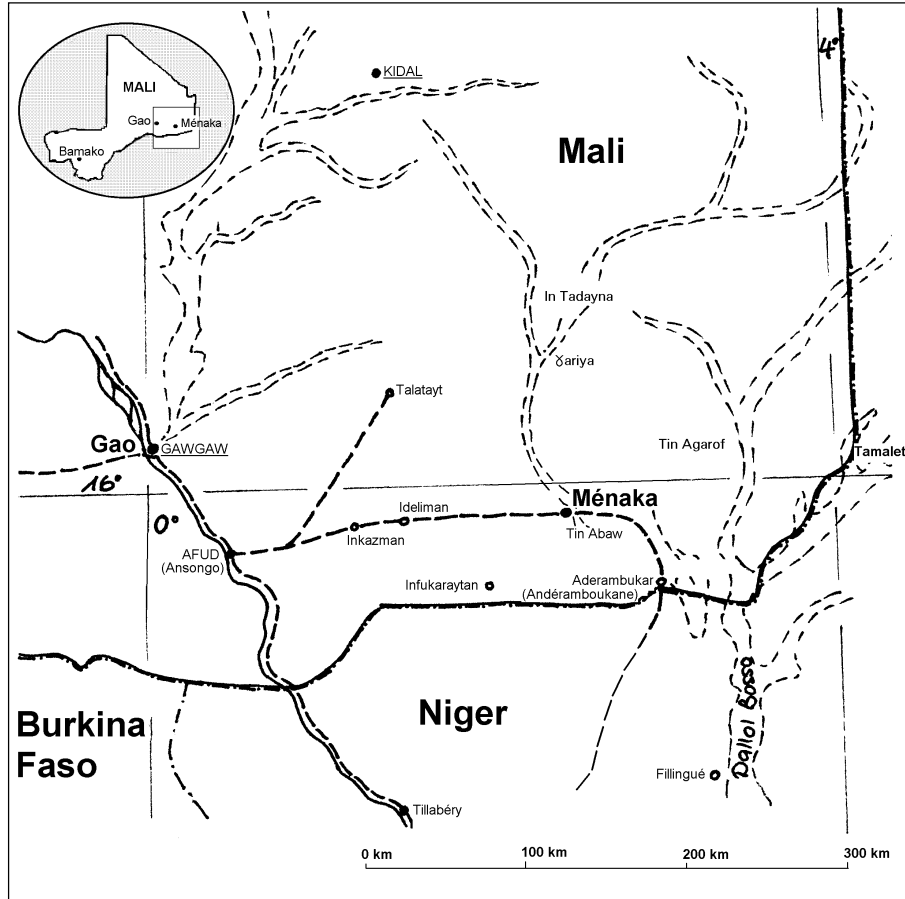 4°
KIDAL
MALI
Gao
Ménaka
Bamako
Mali
In Tadayna
ɣariya
Talatayt
Gao
GAWGAW
Tin Agarof
Tamalet
16°
Ménaka
Ideliman
0°
Inkazman
Tin Abaw
AFUD
(Ansongo)
Infukaraytan
Aderambukar
(Andéramboukane)
Burkina
Faso
Niger
Dallol Bosso
Fillingué
Tillabéry
0 km
100 km
200 km
300 km